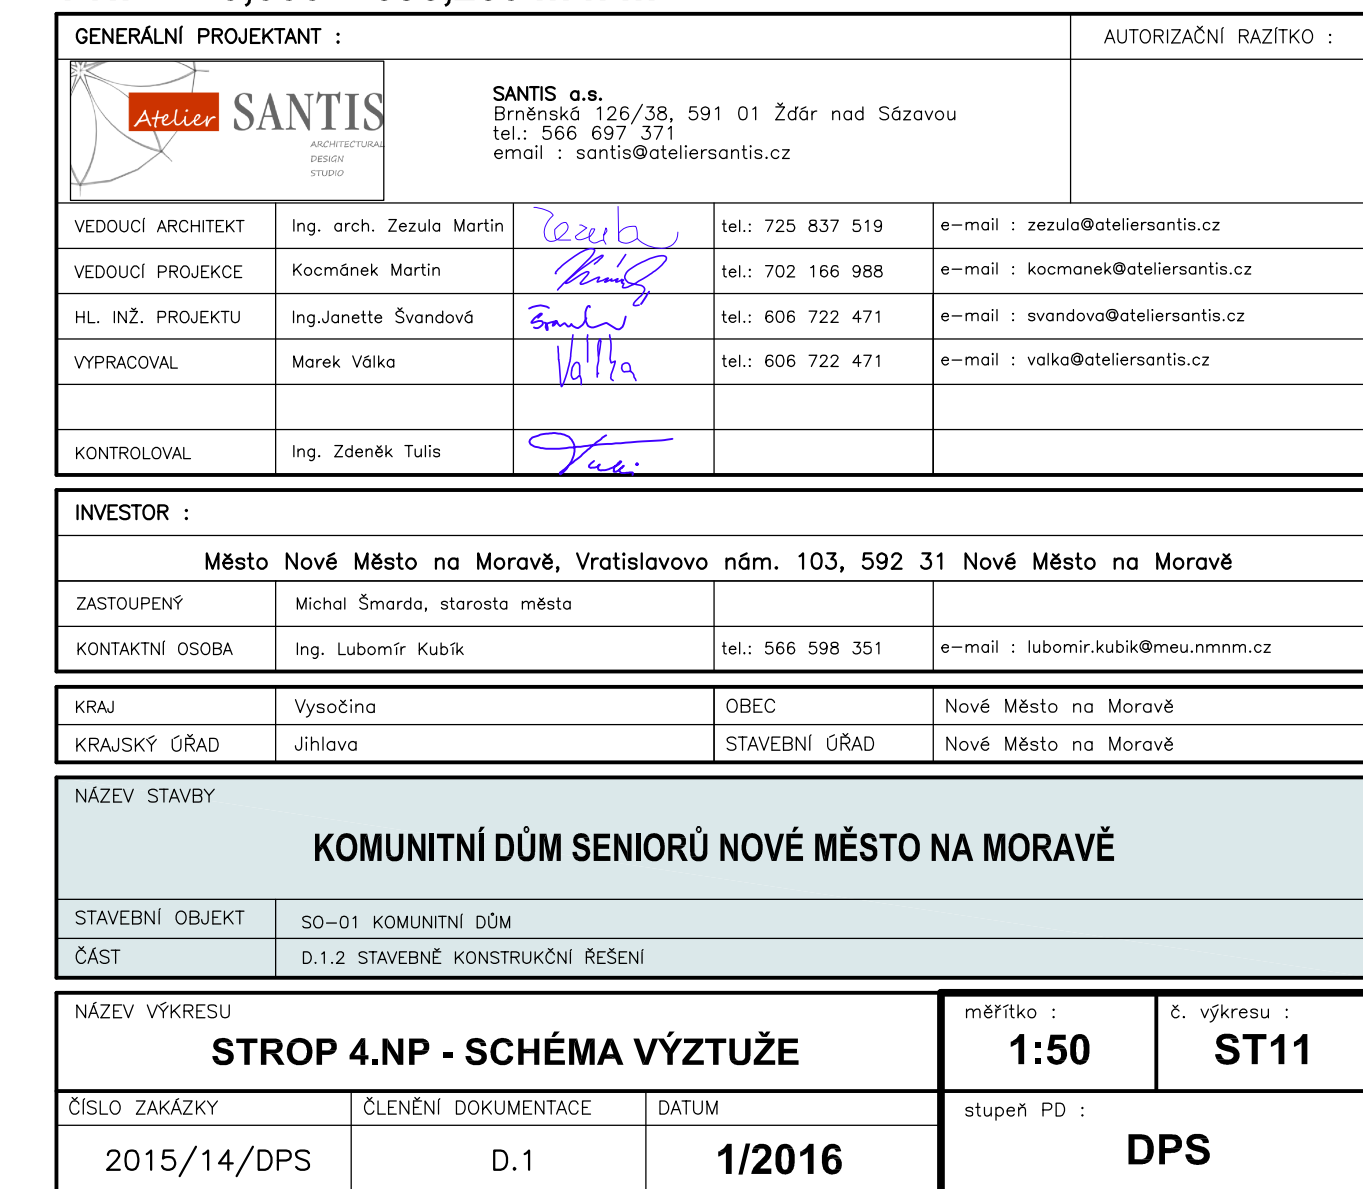 GENERÁLNÍ PROJEKTANT :
AUTORIZAČNÍ RAZÍTKO :
Atelier SANTIS
ARCHITECTURAL
DESIGN
STUDIO
SANTIS a.s.
Brněnská 126/38, 591 01 Žďár nad Sázavou
tel.: 566 697 371
email : santis@ateliersantis.cz
VEDOUCÍ ARCHITEKT Ing. arch. Zezula Martin Zezula tel.: 725 837 519 e-mail : zezula@ateliersantis.cz
VEDOUCÍ PROJEKCE Kocmánek Martin tel.: 702 166 988 e-mail : kocmanek@ateliersantis.cz
HL. INŽ. PROJEKTU Ing.Janette Švandová tel.: 606 722 471 e-mail : svandova@ateliersantis.cz
VYPRACOVAL Marek Válka Válka tel.: 606 722 471 e-mail : valka@ateliersantis.cz
KONTROLOVAL Ing. Zdeněk Tulis Tulis
INVESTOR :
Město Nové Město na Moravě, Vratislavovo nám. 103, 592 31 Nové Město na Moravě
ZASTOUPENÝ Michal Šmarda, starosta města
KONTAKTNÍ OSOBA Ing. Lubomír Kubík tel.: 566 598 351 e-mail : lubomir.kubik@meu.nmnm.cz
KRAJ Vysočina OBEC Nové Město na Moravě
KRAJSKÝ ÚŘAD Jihlava STAVEBNÍ ÚŘAD Nové Město na Moravě
NÁZEV STAVBY
KOMUNITNÍ DŮM SENIORŮ NOVÉ MĚSTO NA MORAVĚ
STAVEBNÍ OBJEKT SO-01 KOMUNITNÍ DŮM
ČÁST D.1.2 STAVEBNĚ KONSTRUKČNÍ ŘEŠENÍ
NÁZEV VÝKRESU
STROP 4.NP - SCHÉMA VÝZTUŽE
měřítko :
1:50
č. výkresu :
ST11
ČÍSLO ZAKÁZKY ČLENĚNÍ DOKUMENTACE DATUM
2015/14/DPS D.1 1/2016
stupeň PD :
DPS